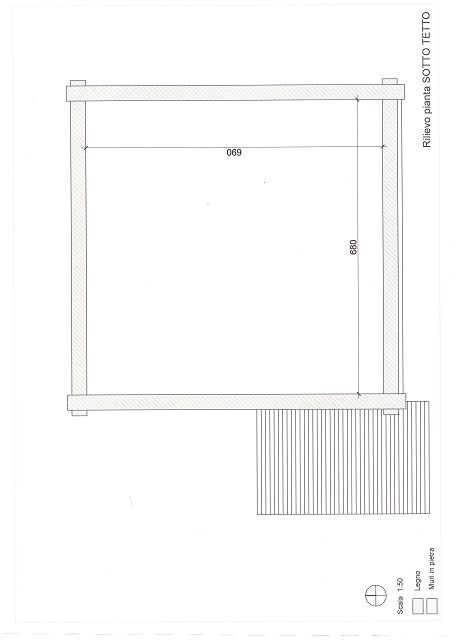 Rilievo pianta SOTTO TETTO
690
680
Scala 1:50
Legno
Muri in pietra